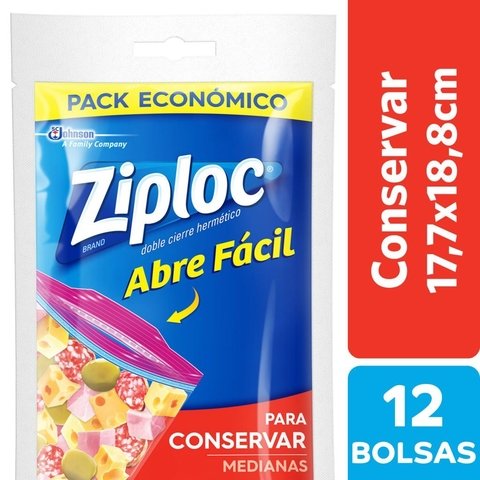 PACK ECONÓMICO
SC Johnson
A Family Company
Ziploc®
BRAND
doble cierre hermético
Abre Fácil
PARA
CONSERVAR
MEDIANAS
Conservar
17,7x18,8cm
12
BOLSAS